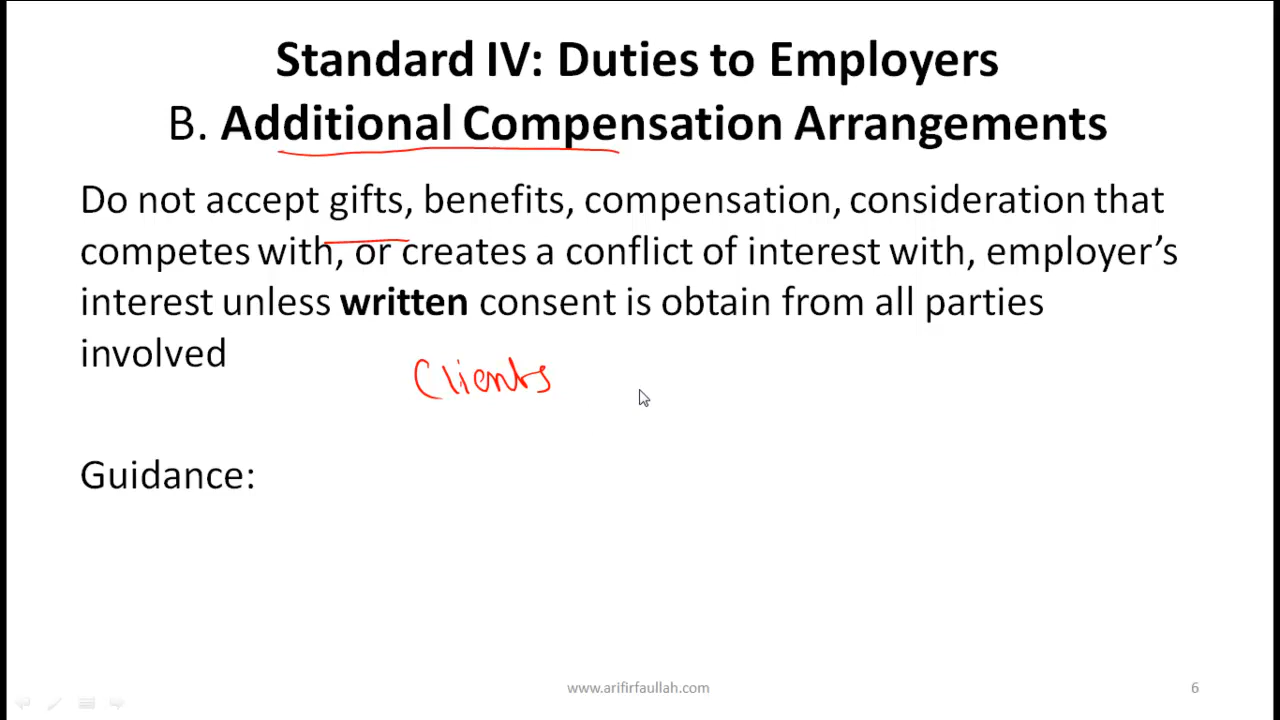 Standard IV: Duties to Employers
B. Additional Compensation Arrangements
Do not accept gifts, benefits, compensation, consideration that
competes with, or creates a conflict of interest with, employer’s
interest unless written consent is obtain from all parties
involved
Clients
Guidance:
www.arifirfaullah.com
6